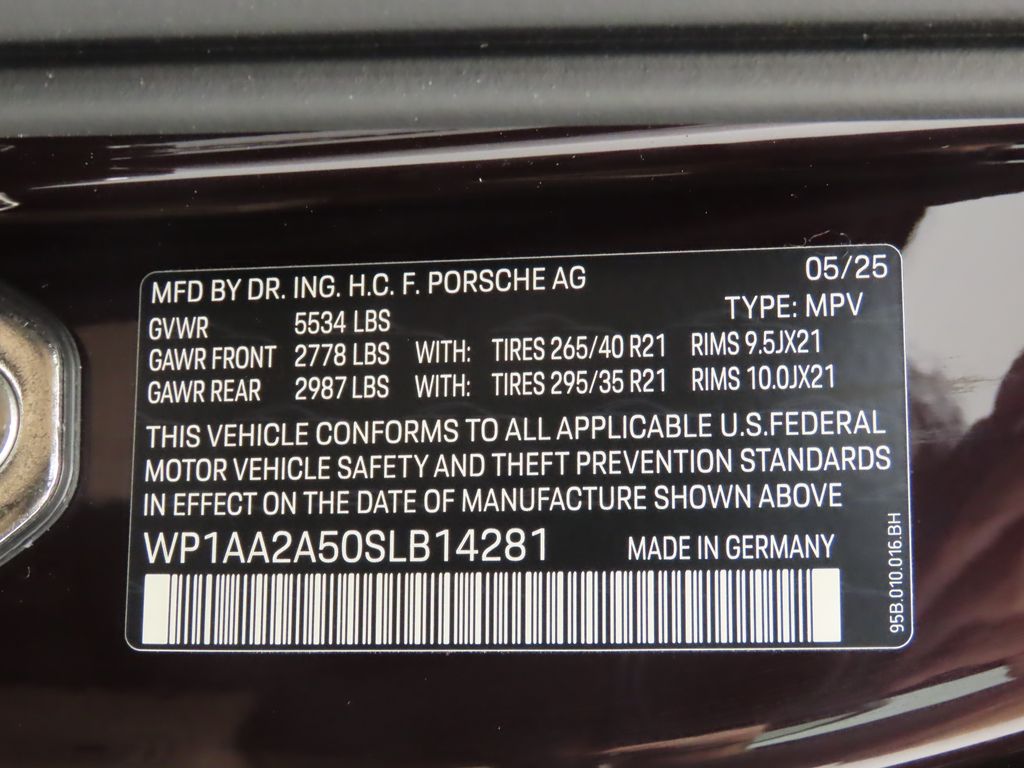 MFD BY DR. ING. H.C. F. PORSCHE AG 05/25
GVWR 5534 LBS TYPE: MPV
GAWR FRONT 2778 LBS WITH: TIRES 265/40 R21 RIMS 9.5JX21
GAWR REAR 2987 LBS WITH: TIRES 295/35 R21 RIMS 10.0JX21
THIS VEHICLE CONFORMS TO ALL APPLICABLE U.S.FEDERAL
MOTOR VEHICLE SAFETY AND THEFT PREVENTION STANDARDS
IN EFFECT ON THE DATE OF MANUFACTURE SHOWN ABOVE
WP1AA2A50SLB14281 MADE IN GERMANY
95B.010.016.BH